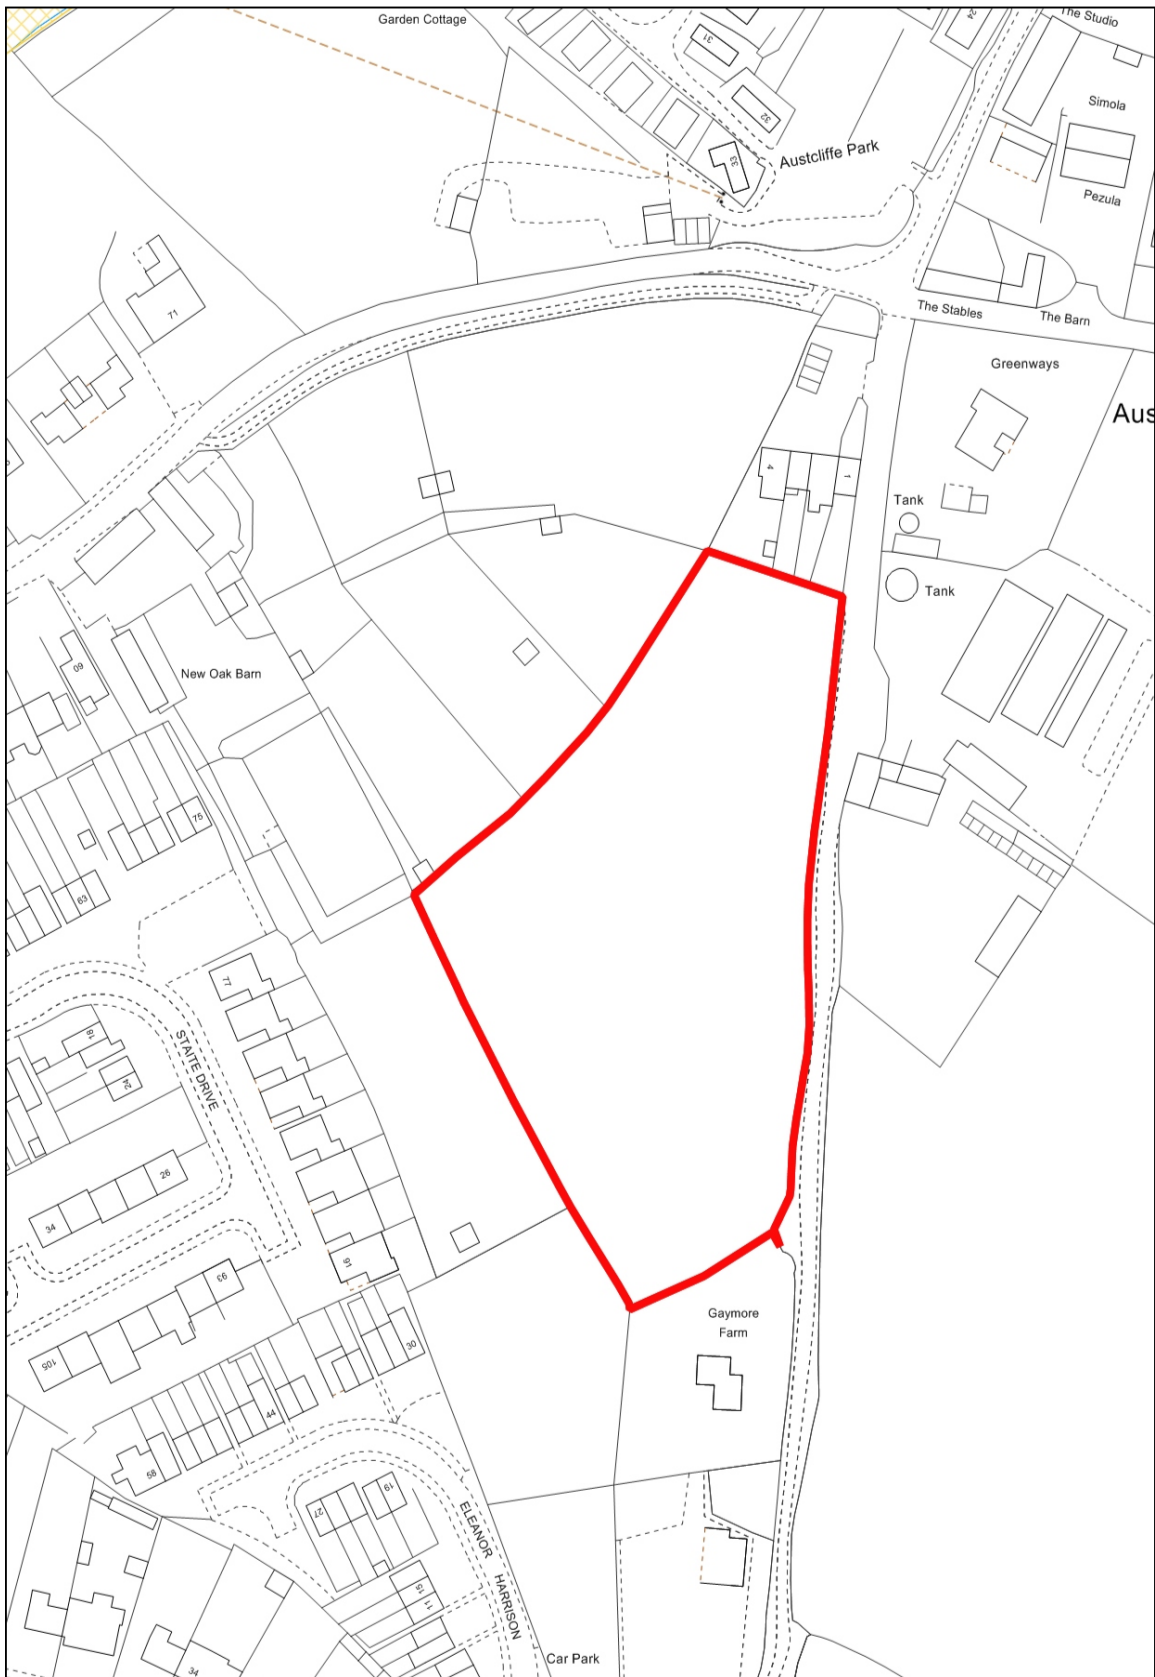 Garden Cottage
31
24
The Studio
32
Simola
33
Austcliffe Park
Pezula
71
The Stables
The Barn
Greenways
Aus
4
1
Tank
Tank
60
New Oak Barn
75
63
77
18
24
STAITE DRIVE
26
34
91
93
105
30
Gaymore
Farm
44
58
27
19
ELEANOR
HARRISON
15
11
34
Car Park